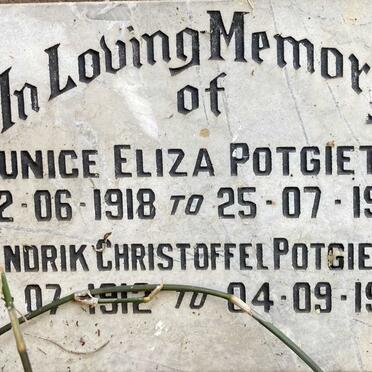 In Loving Memor
of
UNICE ELIZA POTGIET
2-06-1918 TO 25-07-19
NDRIK CHRISTOFFEL POTGIE
07-1912 TO 04-09-19